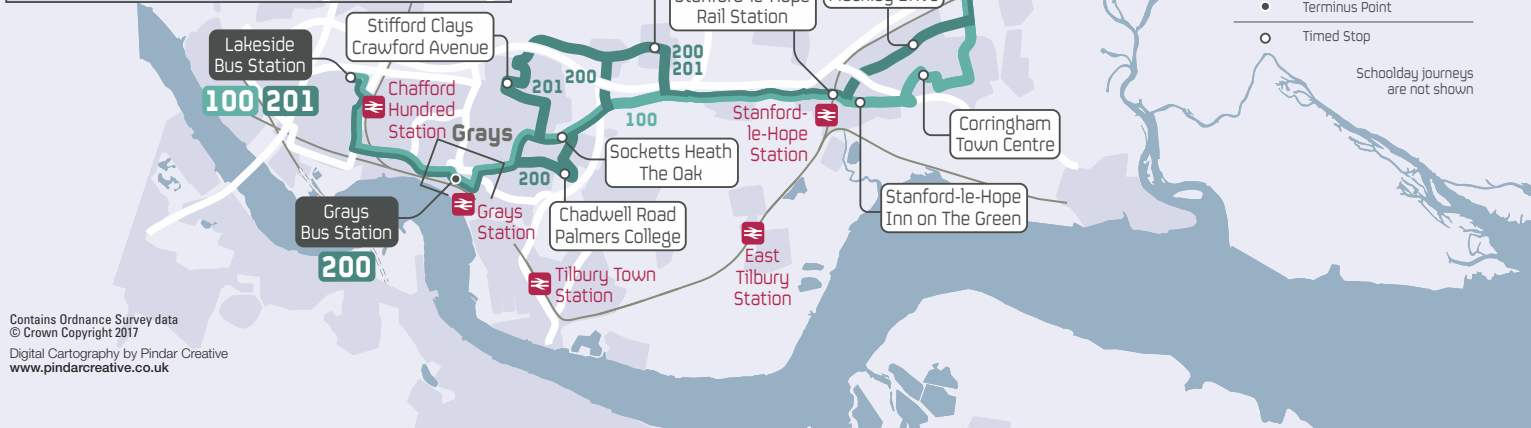 Rail Station
Terminus Point
Timed Stop
Schoolday journeys
are not shown
Stifford Clays
Crawford Avenue
Lakeside
Bus Station
100 201
Chafford
Hundred
Station
Grays
201
200
200
201
100
200
Stanford-
le-Hope
Station
Corringham
Town Centre
Socketts Heath
The Oak
Stanford-le-Hope
Inn on The Green
Grays
Bus Station
200
Grays
Station
Chadwell Road
Palmers College
East
Tilbury
Station
Tilbury Town
Station
Contains Ordnance Survey data
© Crown Copyright 2017
Digital Cartography by Pindar Creative
www.pindarcreative.co.uk